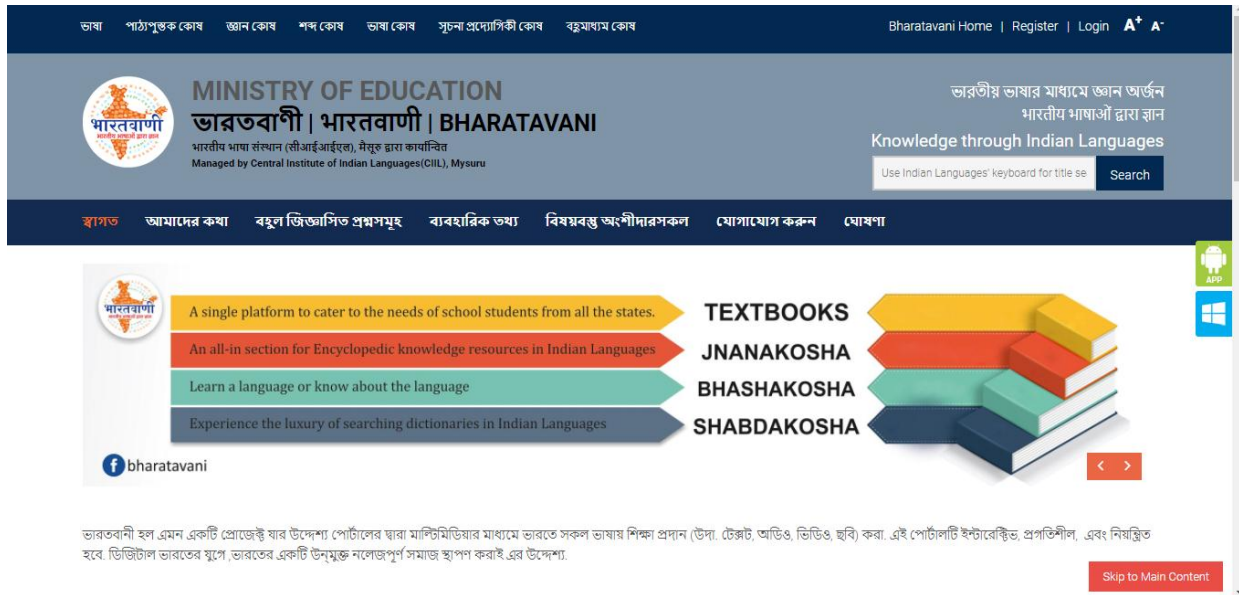 ভাষা পাঠ্যপুস্তক কোষ জ্ঞান কোষ শব্দ কোষ ভাষা কোষ সূচনা প্রদ্যোগিকী কোষ বহুমাধ্যম কোষ
Bharatavani Home | Register | Login A+ A-
भारतवाणी
MINISTRY OF EDUCATION
ভারতবাণী | भारतवाणी | BHARATAVANI
भारतीय भाषा संस्थान (सीआईआईएल), मैसूरु द्वारा कार्यान्वित
Managed by Central Institute of Indian Languages(CIIL), Mysuru
ভারতীয় ভাষার মাধ্যমে জ্ঞান অর্জন
भारतीय भाषाओं द्वारा ज्ञान
Knowledge through Indian Languages
Use Indian Languages' keyboard for title se Search
স্বাগত আমাদের কথা বহুল জিজ্ঞাসিত প্রশ্নসমূহ ব্যবহারিক তথ্য বিষয়বস্তু অংশীদারসকল যোগাযোগ করুন ঘোষণা
APP
भारतवाणी
A single platform to cater to the needs of school students from all the states. TEXTBOOKS
An all-in section for Encyclopedic knowledge resources in Indian Languages JNANAKOSHA
Learn a language or know about the language BHASHAKOSHA
Experience the luxury of searching dictionaries in Indian Languages SHABDAKOSHA
bharatavani
ভারতবানী হল এমন একটি প্রোজেক্ট যার উদ্দেশ্য পোর্টালের দ্বারা মাল্টিমিডিয়ার মাধ্যমে ভারতে সকল ভাষায় শিক্ষা প্রদান (উদা. টেক্সট, অডিও, ভিডিও, ছবি) করা. এই পোর্টালটি ইন্টারেক্টিভ, প্রগতিশীল, এবং নিয়ন্ত্রিত
হবে. ডিজিটাল ভারতের যুগে ,ভারতের একটি উন্মুক্ত নলেজপূর্ণ সমাজ স্থাপণ করাই এর উদ্দেশ্য.
Skip to Main Content